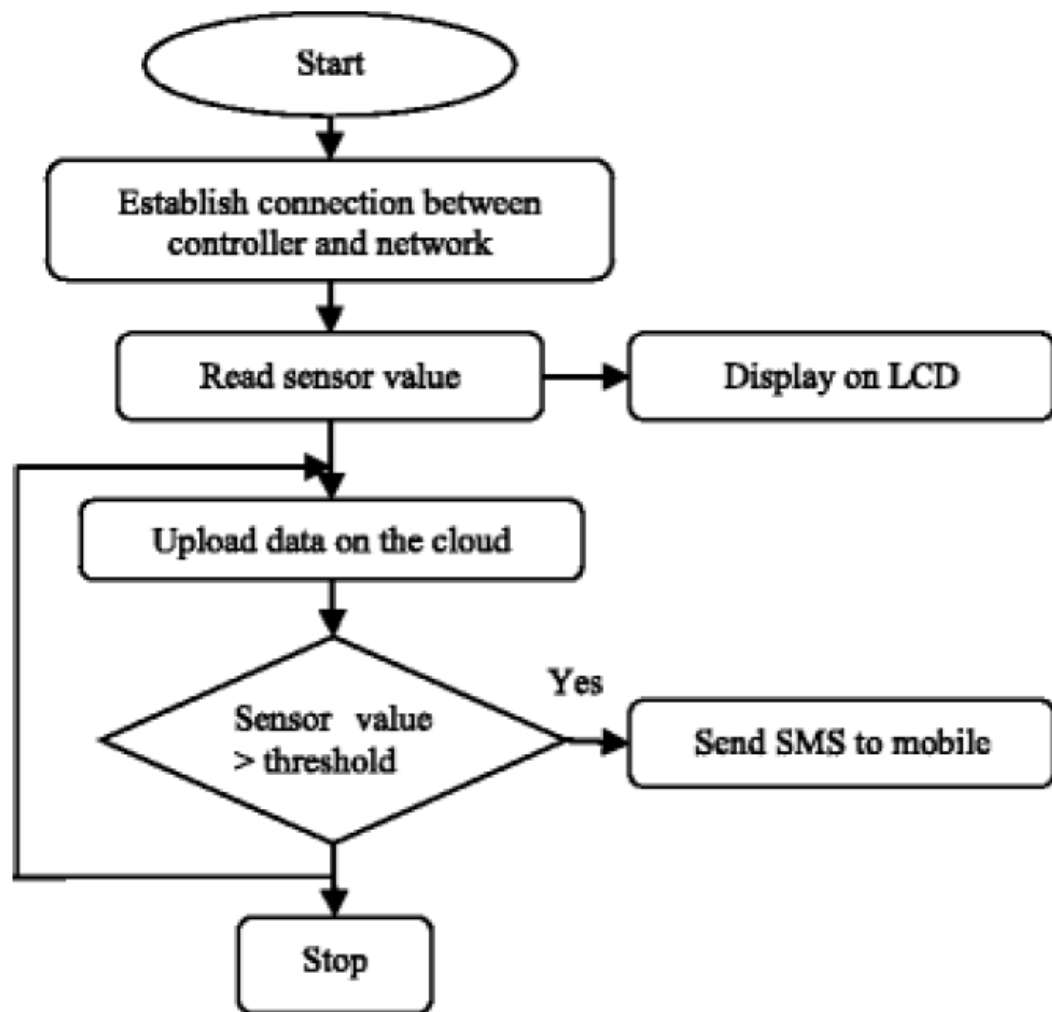 Start
Establish connection between
controller and network
Read sensor value
Display on LCD
Upload data on the cloud
Yes
Sensor value
> threshold
Send SMS to mobile
Stop